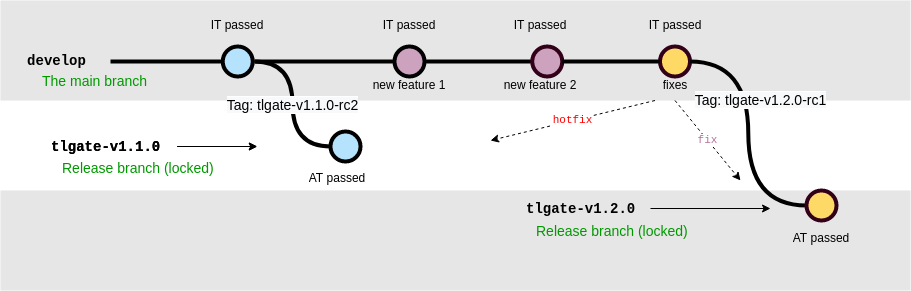 IT passed
IT passed
IT passed
IT passed
develop
The main branch
new feature 1
new feature 2
fixes
Tag: tlgate-v1.1.0-rc2
Tag: tlgate-v1.2.0-rc1
hotfix
fix
tlgate-v1.1.0
Release branch (locked)
AT passed
tlgate-v1.2.0
Release branch (locked)
AT passed